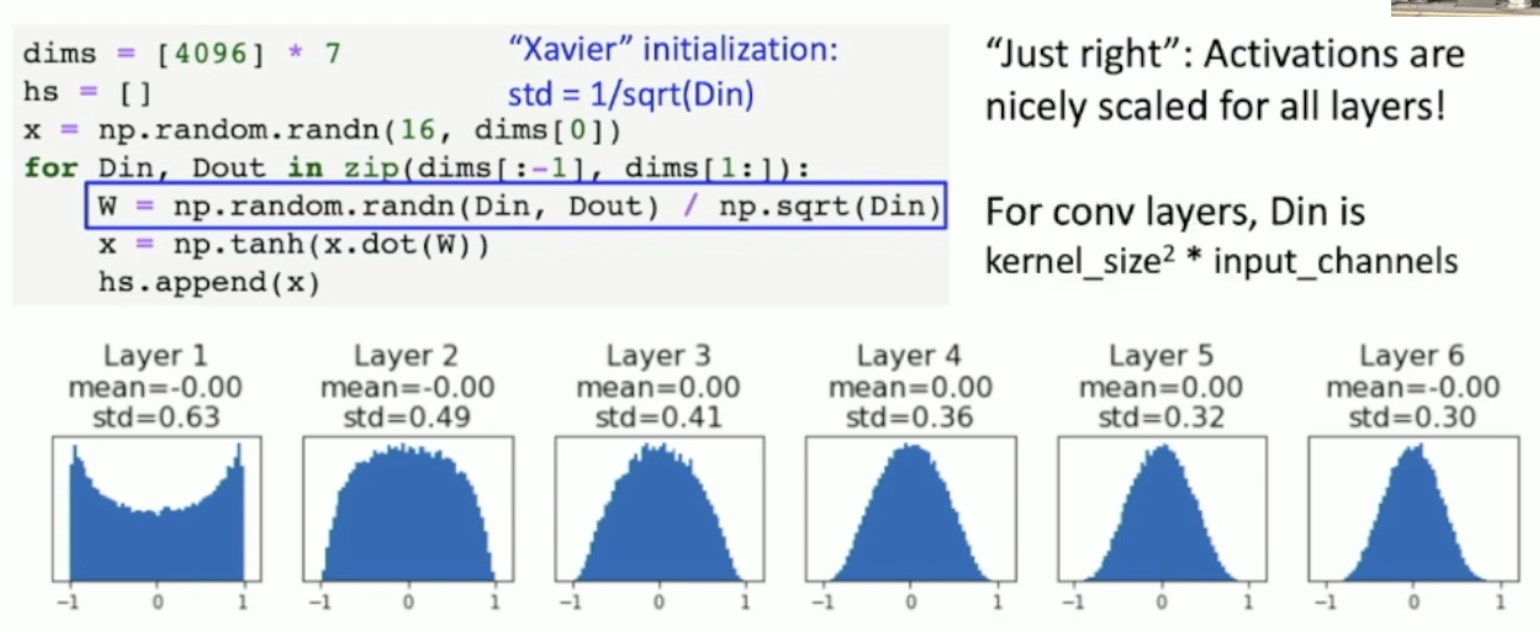 dims = [4096] * 7
"Xavier" initialization:
hs = []
std = 1/sqrt(Din)
x = np.random.randn(16, dims[0])
for Din, Dout in zip(dims[:-1], dims[1:]):
W = np.random.randn(Din, Dout) / np.sqrt(Din)
x = np.tanh(x.dot(W))
hs.append(x)
“Just right”: Activations are
nicely scaled for all layers!
For conv layers, Din is
kernel_size² * input_channels
Layer 1
mean=-0.00
std=0.63
-1 0 1
Layer 2
mean=-0.00
std=0.49
-1 0 1
Layer 3
mean=0.00
std=0.41
-1 0 1
Layer 4
mean=0.00
std=0.36
-1 0 1
Layer 5
mean=0.00
std=0.32
-1 0 1
Layer 6
mean=-0.00
std=0.30
-1 0 1